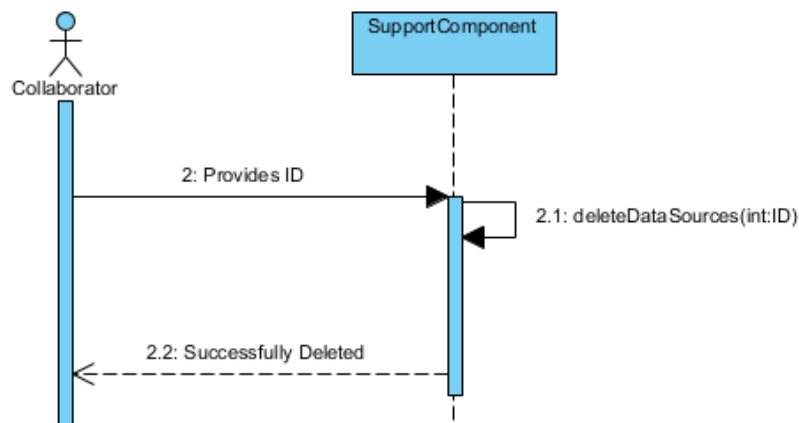 SupportComponent
Collaborator
2: Provides ID
2.1: deleteDataSources(int:ID)
2.2: Successfully Deleted